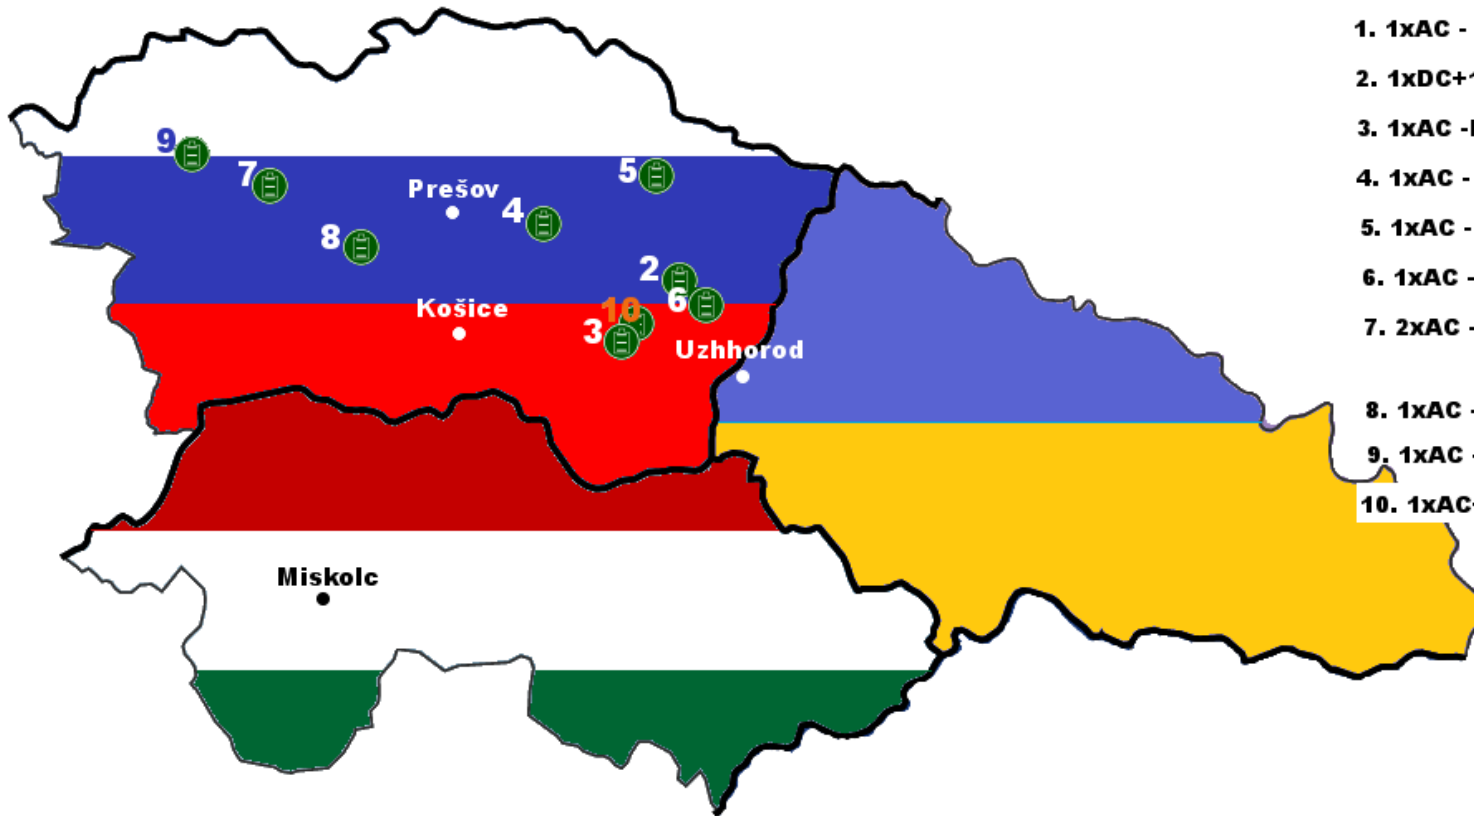 1. 1xAC -
2. 1xDC+1
3. 1xAC -
4. 1xAC -
5. 1xAC -
6. 1xAC -
7. 2xAC -
8. 1xAC -
9. 1xAC -
10. 1xAC+
9
7
5
Prešov
4
8
2
6
Košice
10
3
Uzhhorod
Miskolc